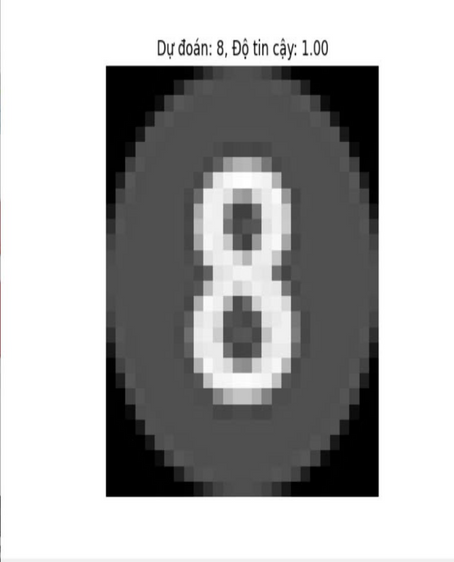 Dự đoán: 8, Độ tin cậy: 1.00
8